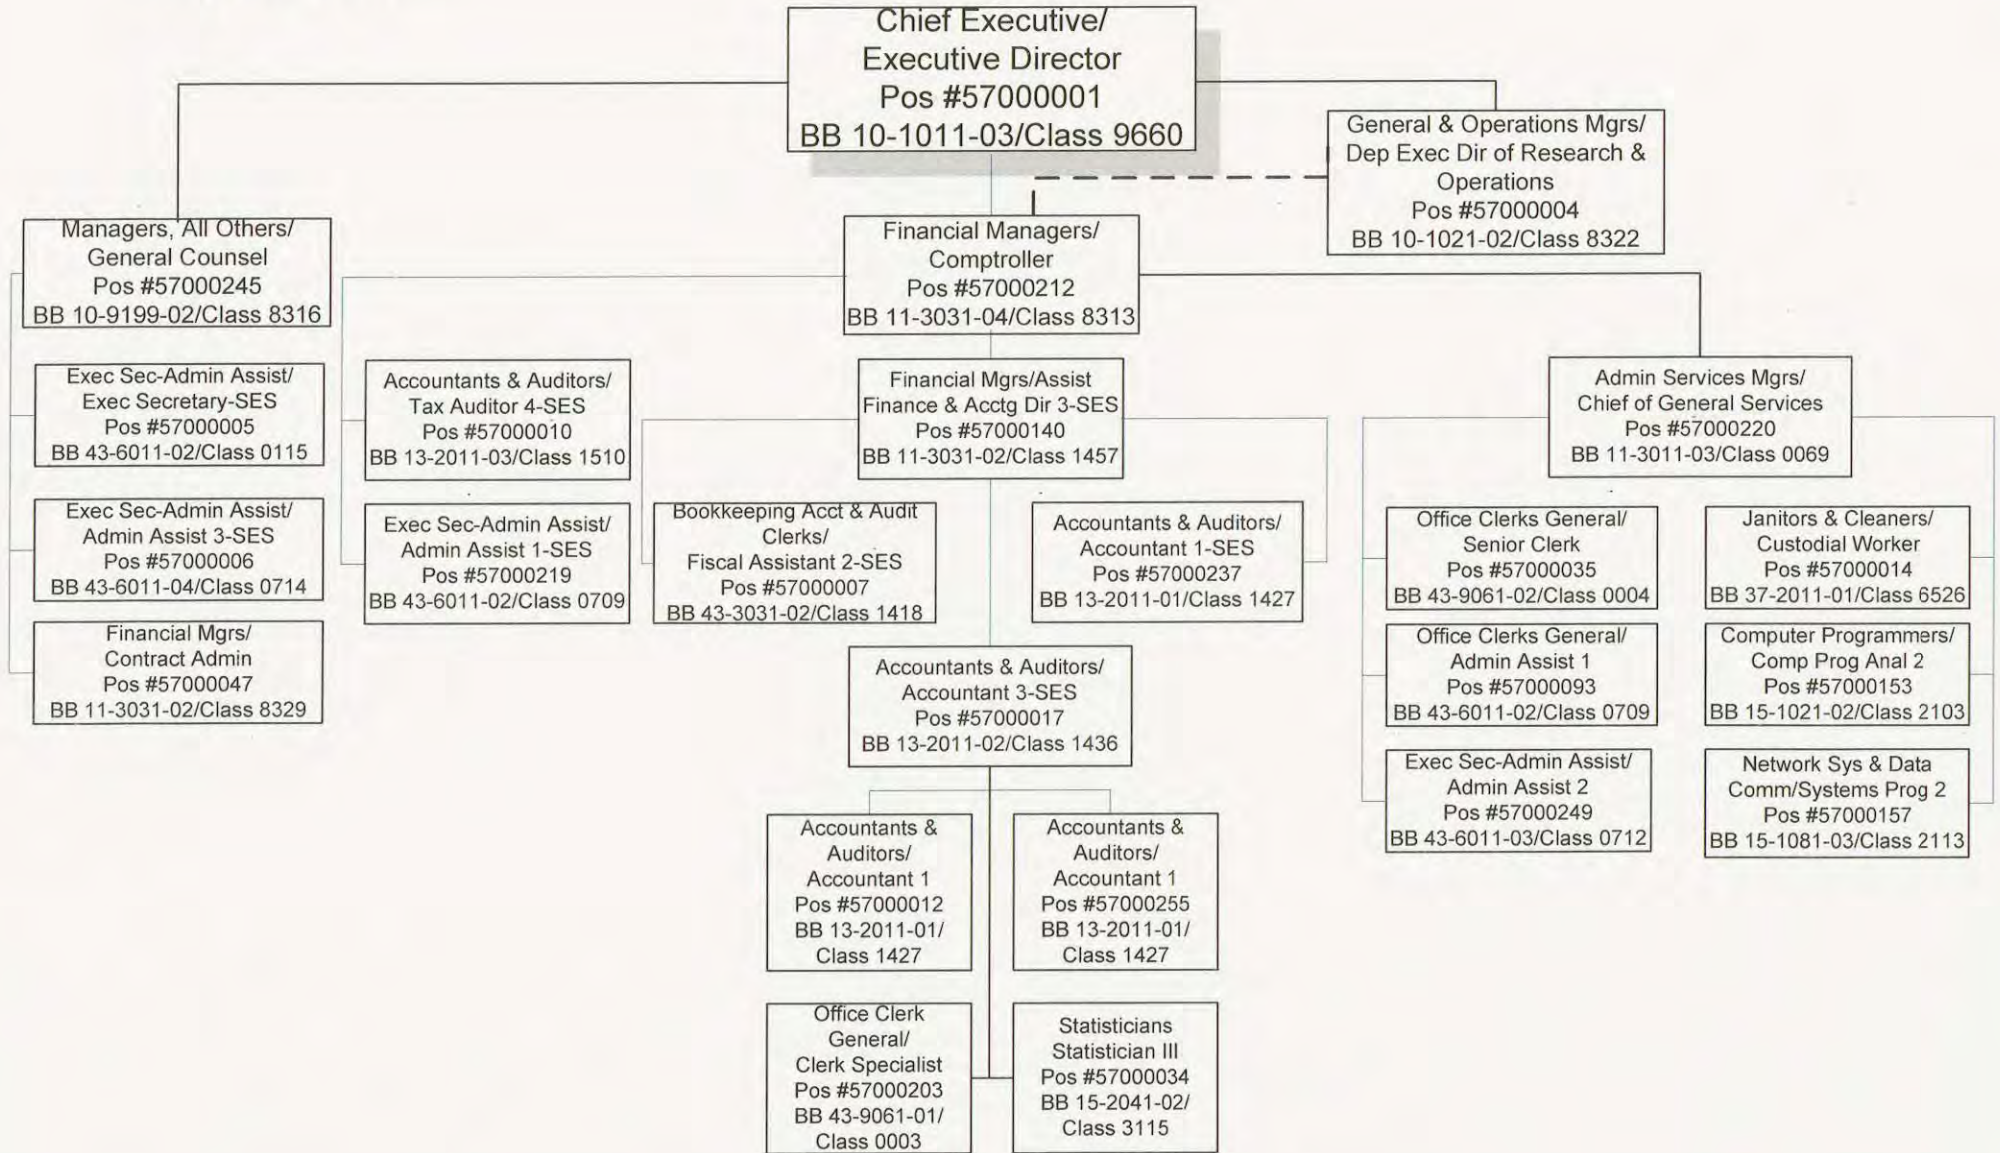 Chief Executive/
Executive Director
Pos #57000001
BB 10-1011-03/Class 9660
General & Operations Mgrs/
Dep Exec Dir of Research &
Operations
Pos #57000004
BB 10-1021-02/Class 8322
Managers, All Others/
General Counsel
Pos #57000245
BB 10-9199-02/Class 8316
Financial Managers/
Comptroller
Pos #57000212
BB 11-3031-04/Class 8313
Exec Sec-Admin Assist/
Exec Secretary-SES
Pos #57000005
BB 43-6011-02/Class 0115
Accountants & Auditors/
Tax Auditor 4-SES
Pos #57000010
BB 13-2011-03/Class 1510
Financial Mgrs/Assist
Finance & Acctg Dir 3-SES
Pos #57000140
BB 11-3031-02/Class 1457
Admin Services Mgrs/
Chief of General Services
Pos #57000220
BB 11-3011-03/Class 0069
Exec Sec-Admin Assist/
Admin Assist 3-SES
Pos #57000006
BB 43-6011-04/Class 0714
Exec Sec-Admin Assist/
Admin Assist 1-SES
Pos #57000219
BB 43-6011-02/Class 0709
Bookkeeping Acct & Audit
Clerks/
Fiscal Assistant 2-SES
Pos #57000007
BB 43-3031-02/Class 1418
Accountants & Auditors/
Accountant 1-SES
Pos #57000237
BB 13-2011-01/Class 1427
Office Clerks General/
Senior Clerk
Pos #57000035
BB 43-9061-02/Class 0004
Janitors & Cleaners/
Custodial Worker
Pos #57000014
BB 37-2011-01/Class 6526
Financial Mgrs/
Contract Admin
Pos #57000047
BB 11-3031-02/Class 8329
Accountants & Auditors/
Accountant 3-SES
Pos #57000017
BB 13-2011-02/Class 1436
Office Clerks General/
Admin Assist 1
Pos #57000093
BB 43-6011-02/Class 0709
Computer Programmers/
Comp Prog Anal 2
Pos #57000153
BB 15-1021-02/Class 2103
Exec Sec-Admin Assist/
Admin Assist 2
Pos #57000249
BB 43-6011-03/Class 0712
Network Sys & Data
Comm/Systems Prog 2
Pos #57000157
BB 15-1081-03/Class 2113
Accountants &
Auditors/
Accountant 1
Pos #57000012
BB 13-2011-01/
Class 1427
Accountants &
Auditors/
Accountant 1
Pos #57000255
BB 13-2011-01/
Class 1427
Office Clerk
General/
Clerk Specialist
Pos #57000203
BB 43-9061-01/
Class 0003
Statisticians
Statistician III
Pos #57000034
BB 15-2041-02/
Class 3115